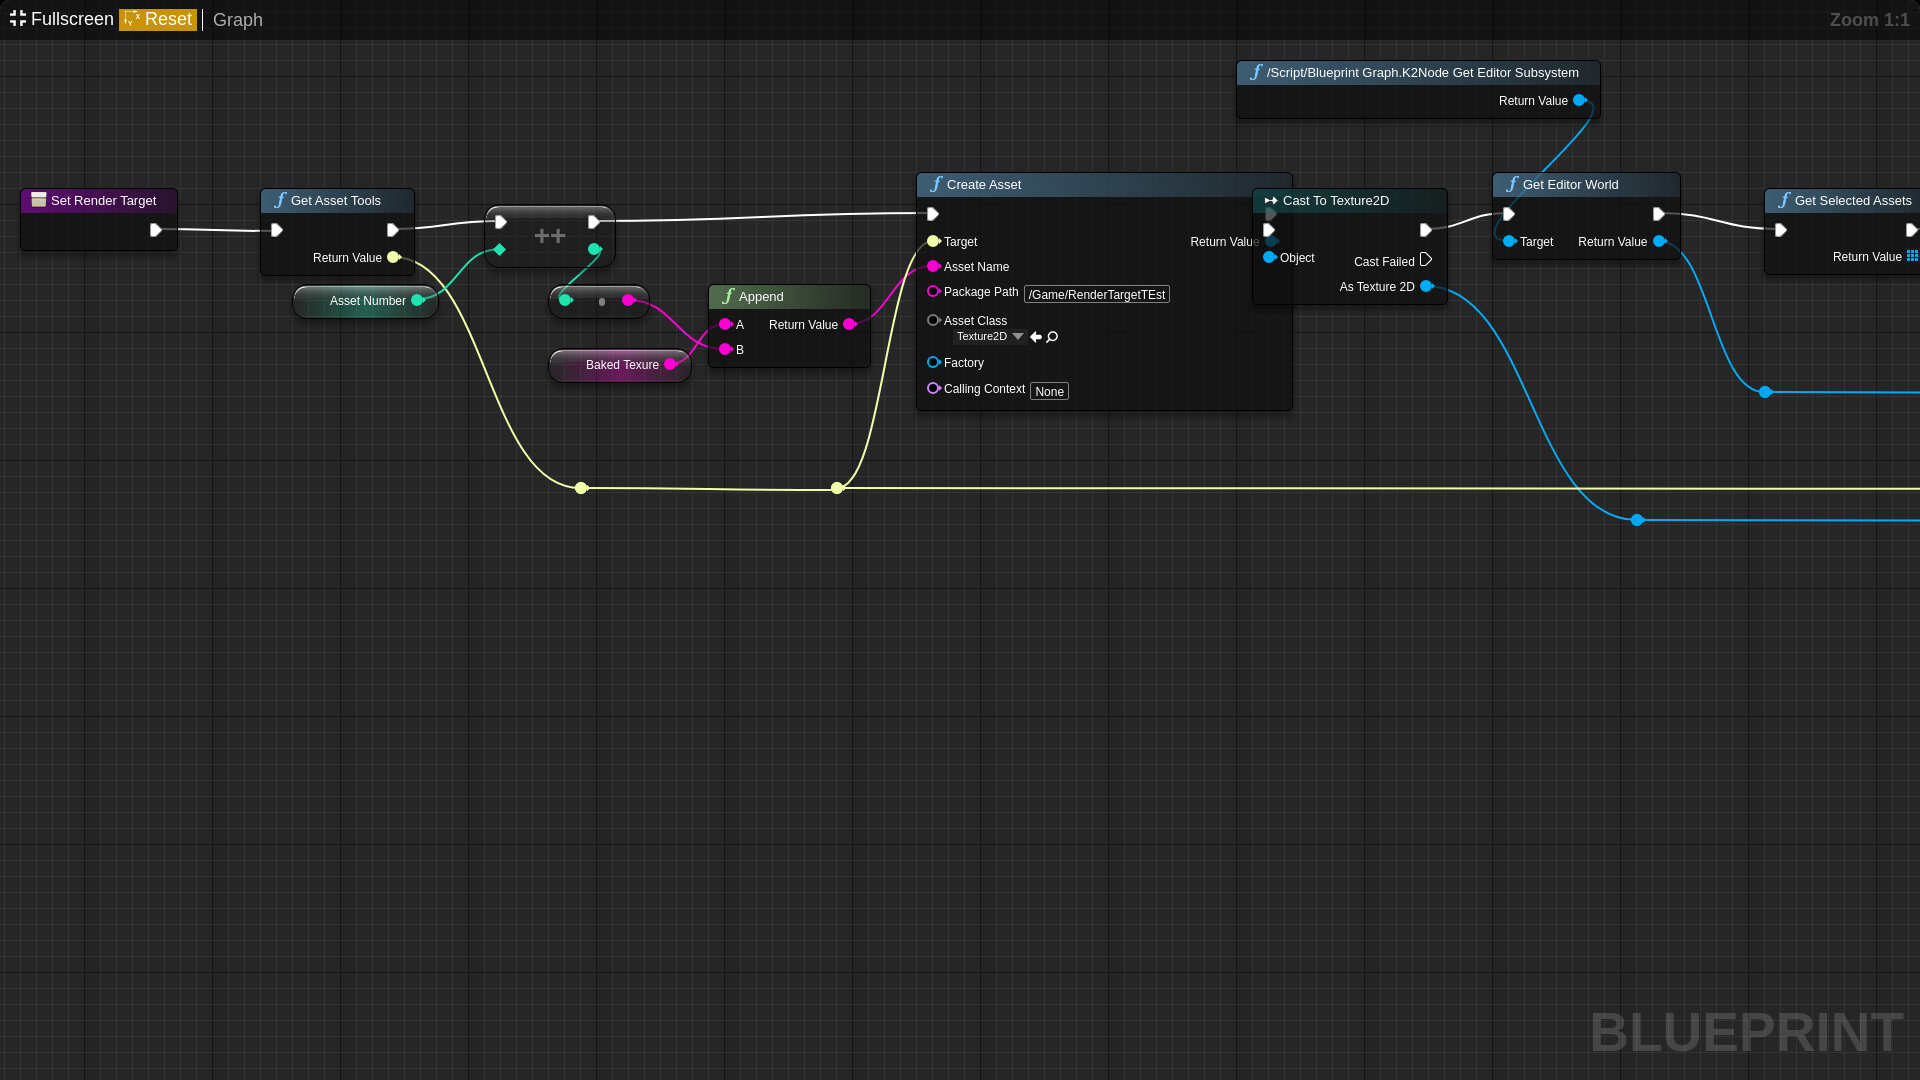 Fullscreen Reset Graph
Zoom 1:1
/Script/Blueprint Graph.K2Node Get Editor Subsystem
Return Value
Set Render Target
Get Asset Tools
Return Value
Asset Number
++
Baked Texure
Append
A Return Value
B
Create Asset
Target Return Value
Asset Name
Package Path /Game/RenderTargetTEst
Asset Class
Texture2D
Factory
Calling Context None
Cast To Texture2D
Object
Cast Failed
As Texture 2D
Get Editor World
Target Return Value
Get Selected Assets
Return Value
BLUEPRINT